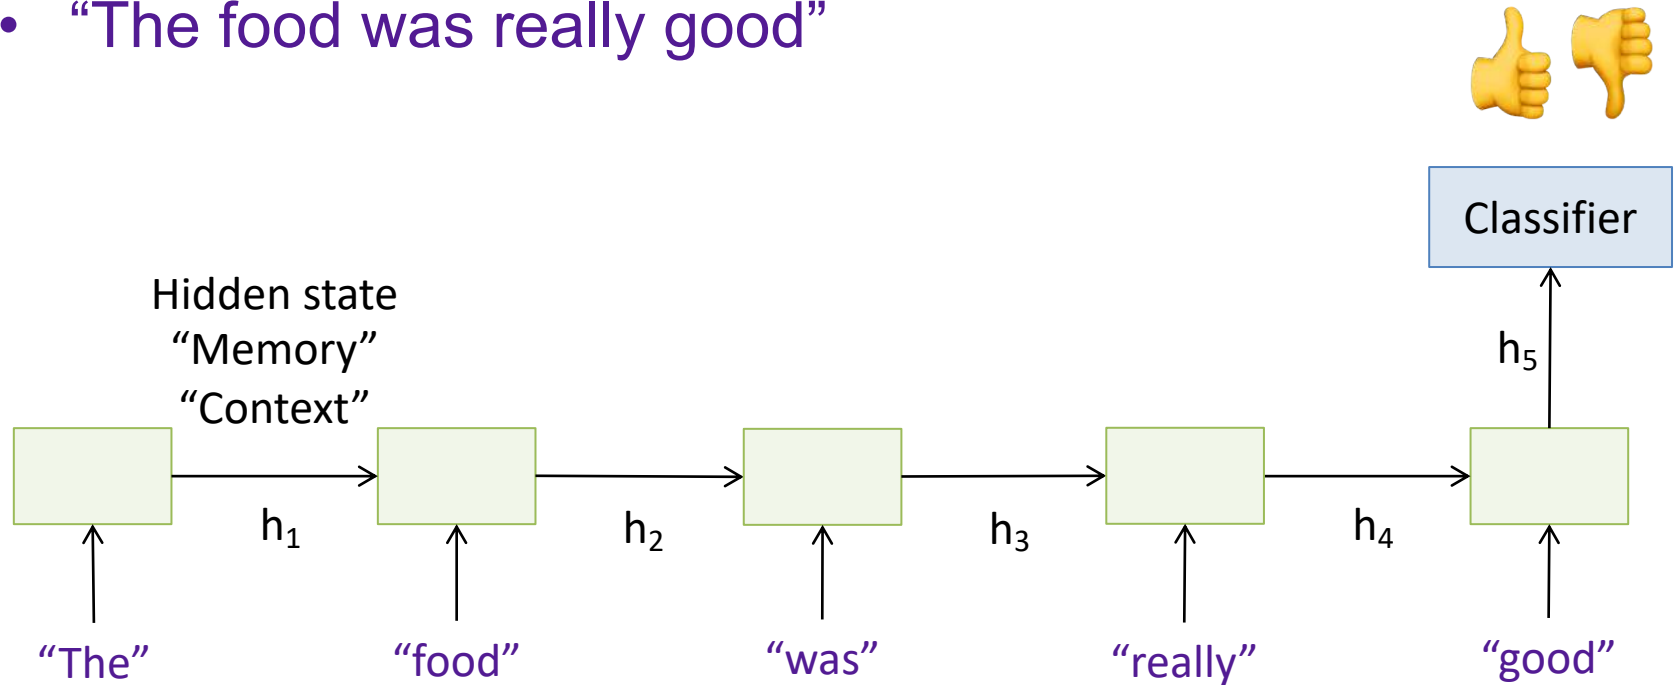 • “The food was really good”
Classifier
Hidden state
“Memory”
“Context”
h₅
h₁
h₂
h₃
h₄
“The”
“food”
“was”
“really”
“good”